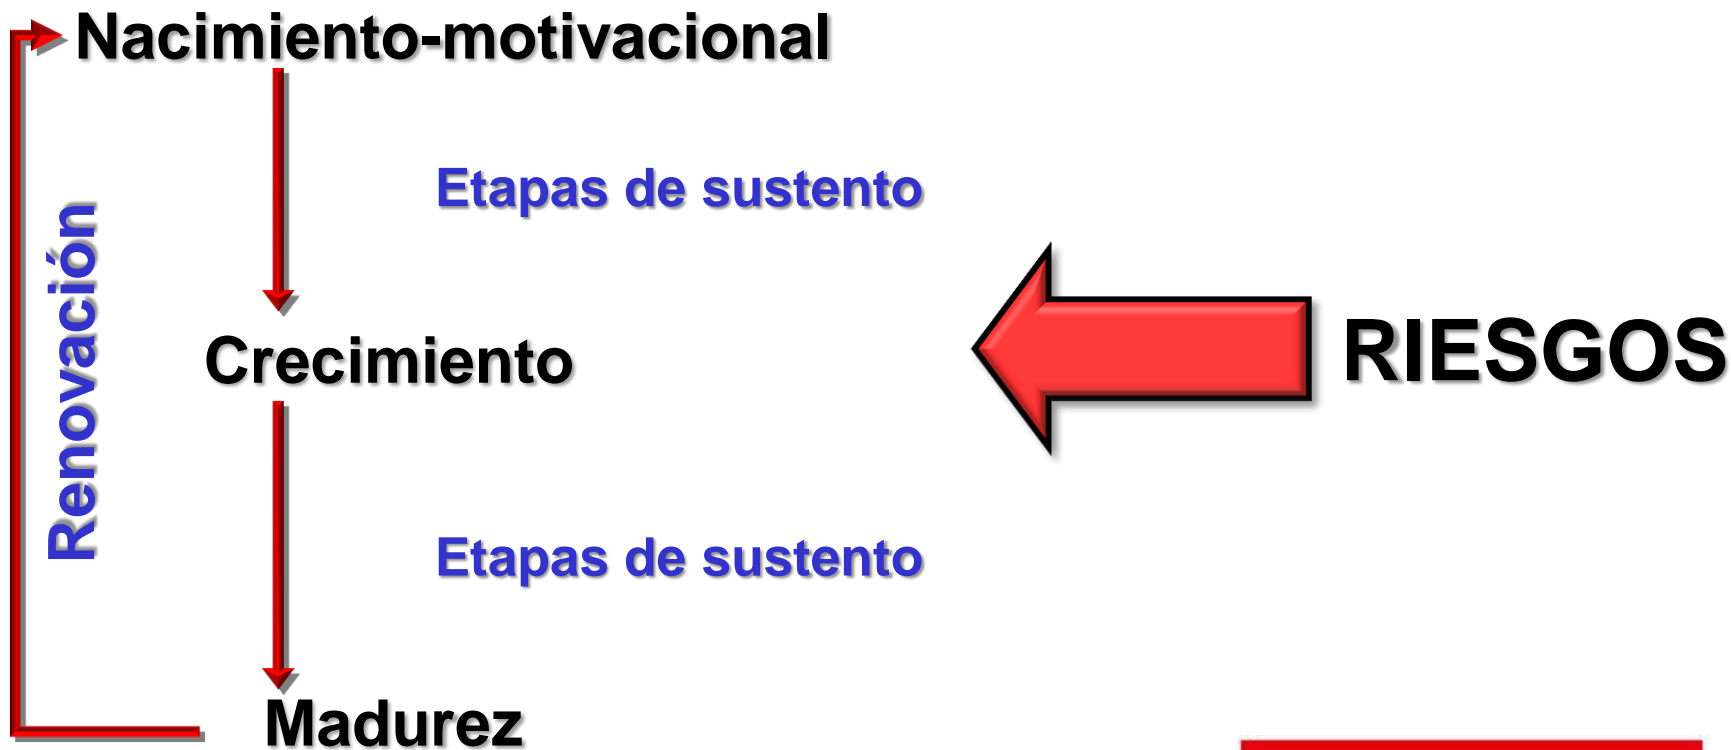 Nacimiento-motivacional
Etapas de sustento
Renovación
Crecimiento
RIESGOS
Etapas de sustento
Madurez